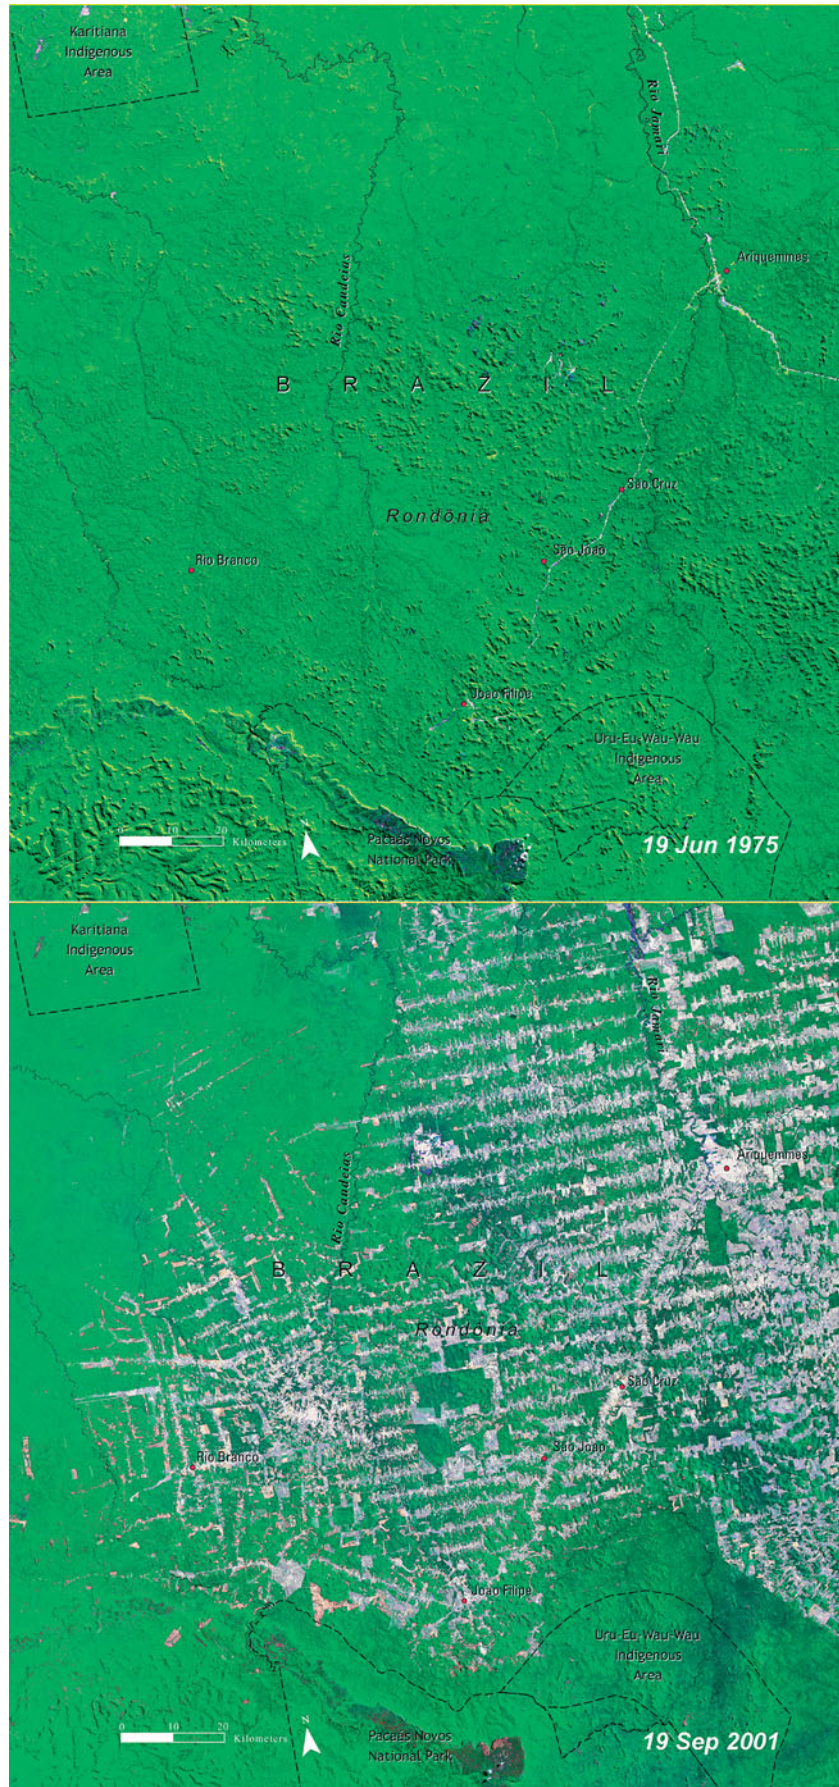 Karitiana
Indigenous
Area
Rio Jamari
Ariquemmes
Rio Candeias
B R A Z I L
São Cruz
Rondônia
São João
Rio Branco
João Filipe
Uru-Eu-Wau-Wau
Indigenous
Area
0 10 20
Kilometers
N
Pacaás Novos
National Park
19 Jun 1975
Karitiana
Indigenous
Area
Rio Jamari
Ariquemmes
Rio Candeias
B R A Z I L
Rondônia
São Cruz
São João
Rio Branco
João Filipe
Uru-Eu-Wau-Wau
Indigenous
Area
0 10 20
Kilometers
N
Pacaás Novos
National Park
19 Sep 2001